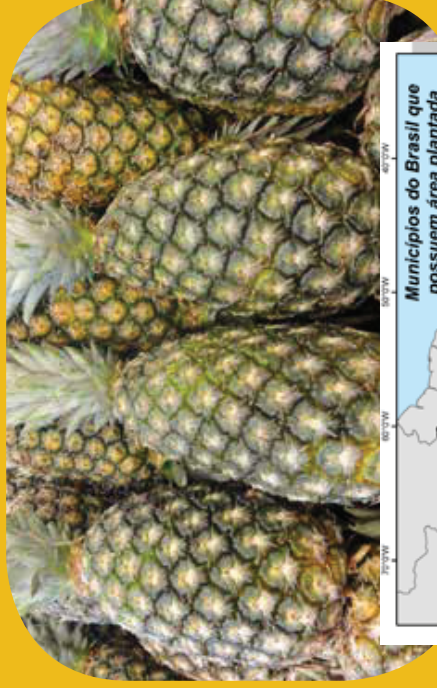 Municípios do Brasil que
possuem área plantada
70°0'W
60°0'W
50°0'W
40°0'W